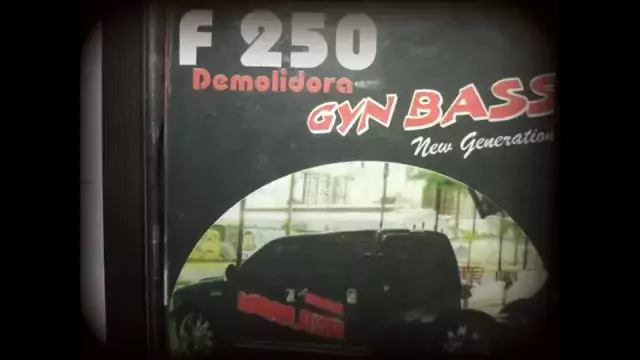 F 250
Demolidora
GYN BASS
New Generation